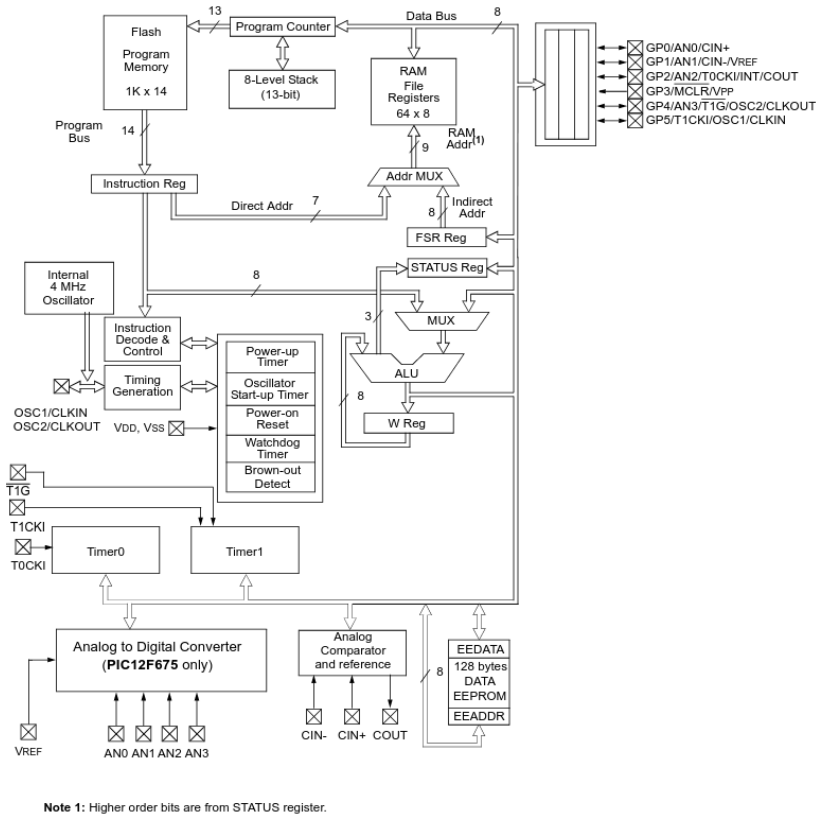 13
Program Counter
Data Bus
8
Flash
Program
Memory
1K x 14
8-Level Stack
(13-bit)
RAM
File
Registers
64 x 8
GP0/AN0/CIN+
GP1/AN1/CIN-/VREF
GP2/AN2/T0CKI/INT/COUT
GP3/MCLR/VPP
GP4/AN3/T1G/OSC2/CLKOUT
GP5/T1CKI/OSC1/CLKIN
Program
Bus
14
RAM
Addr(1)
9
Instruction Reg
Addr MUX
Direct Addr
7
8
Indirect
Addr
FSR Reg
STATUS Reg
8
Internal
4 MHz
Oscillator
3
MUX
Instruction
Decode &
Control
Power-up
Timer
ALU
Timing
Generation
Oscillator
Start-up Timer
8
OSC1/CLKIN
OSC2/CLKOUT
VDD, VSS
Power-on
Reset
W Reg
Watchdog
Timer
Brown-out
Detect
T1G
T1CKI
T0CKI
Timer0
Timer1
Analog to Digital Converter
(PIC12F675 only)
Analog
Comparator
and reference
8
EEDATA
128 bytes
DATA
EEPROM
EEADDR
VREF
AN0 AN1 AN2 AN3
CIN- CIN+ COUT
Note 1: Higher order bits are from STATUS register.